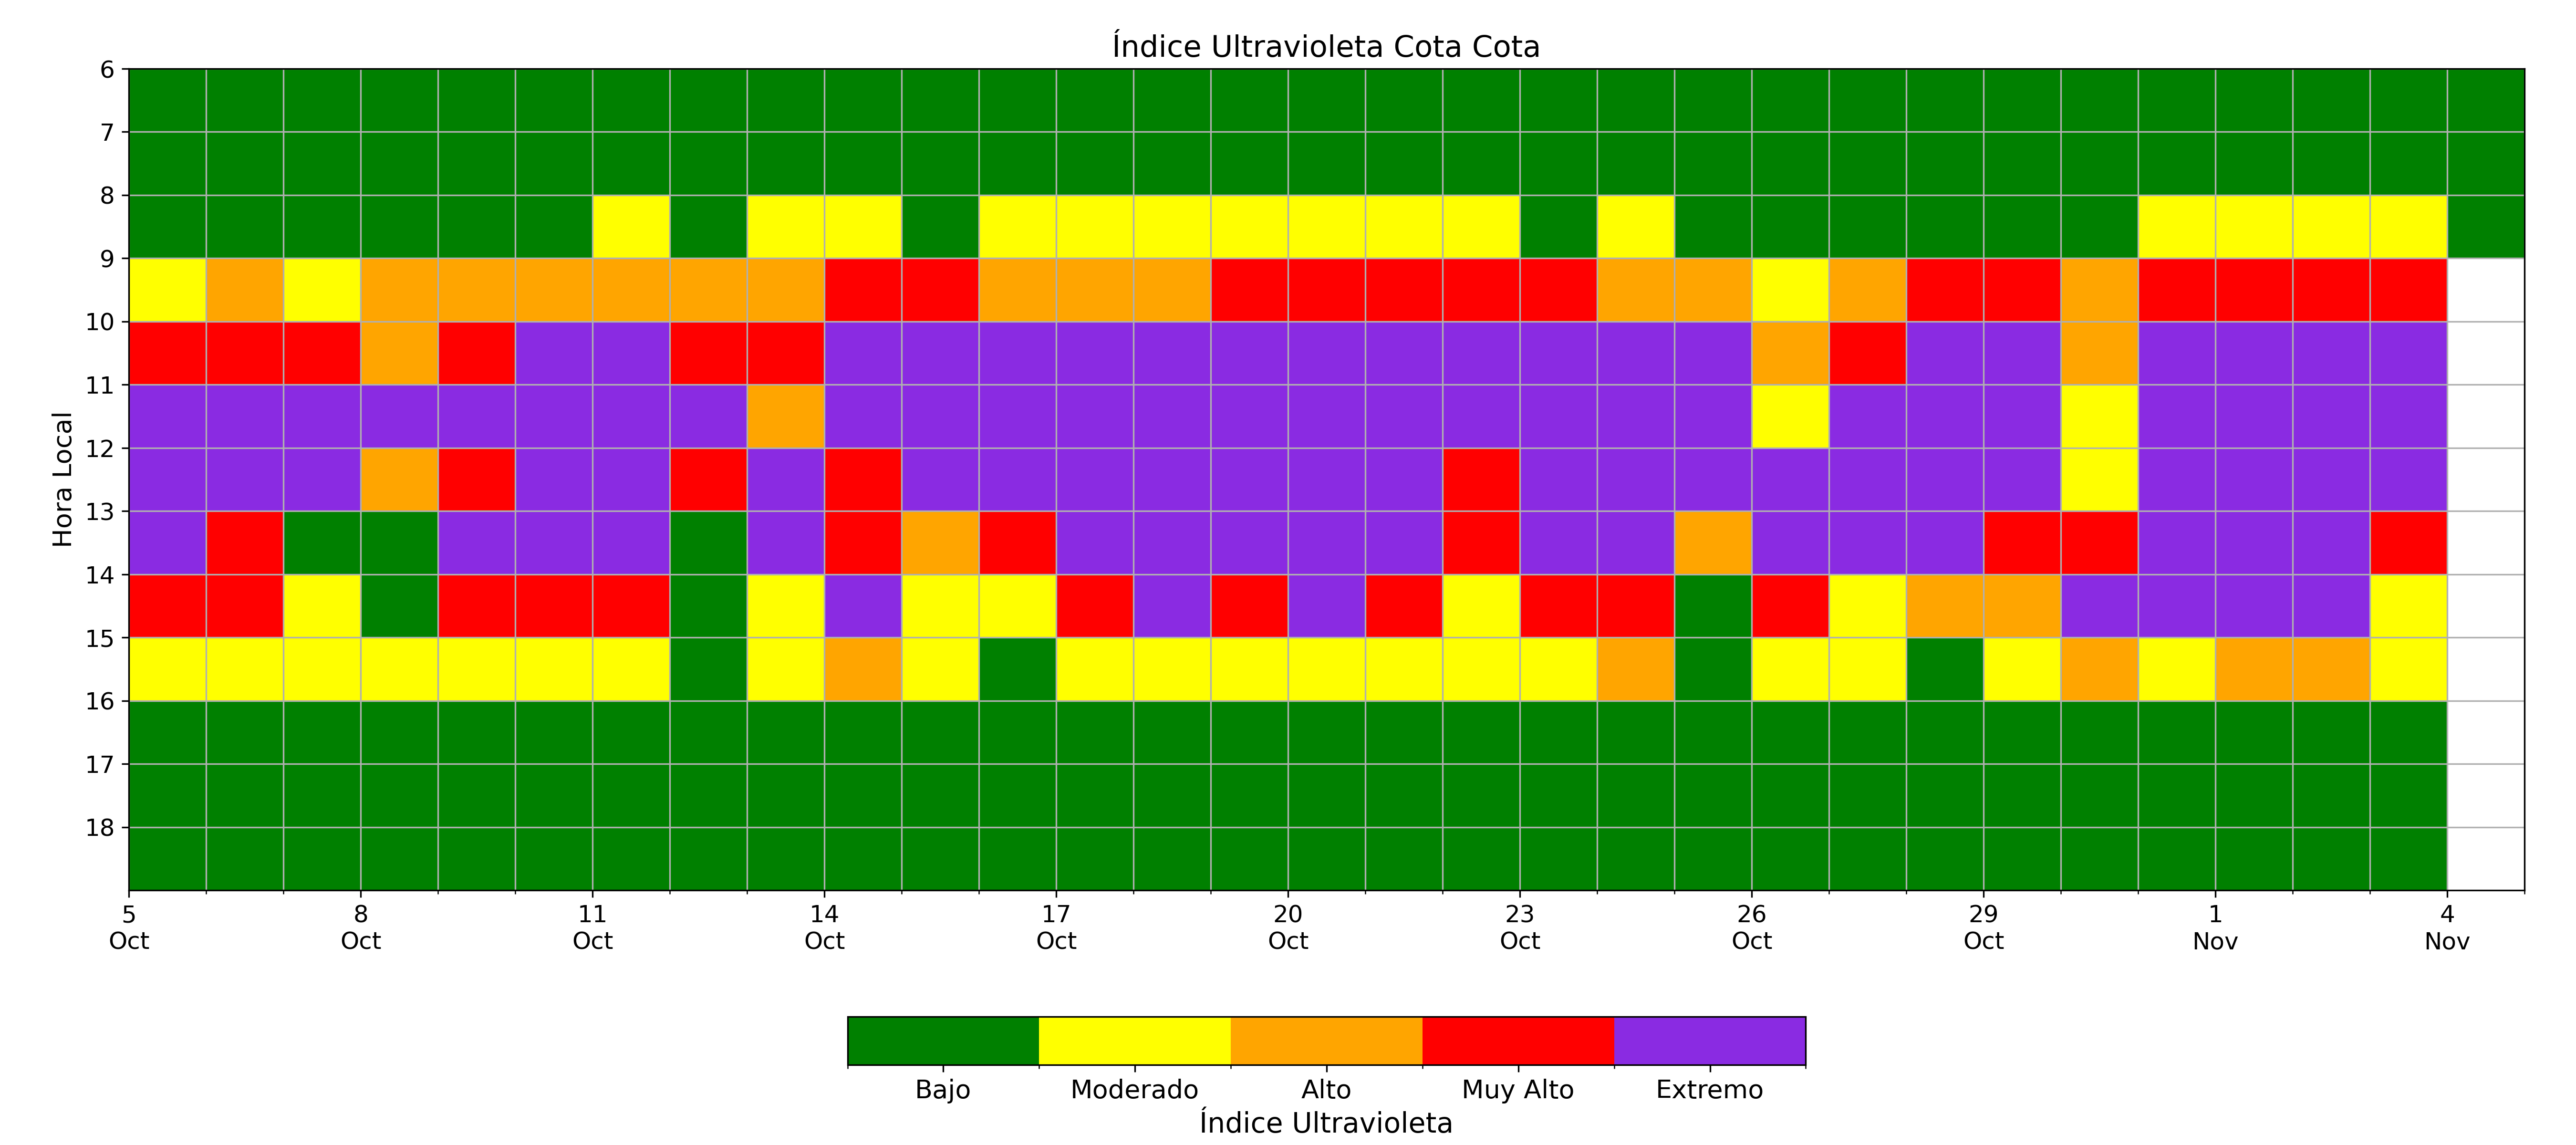 Índice Ultravioleta Cota Cota
Hora Local
6
7
8
9
10
11
12
13
14
15
16
17
18
5 8 11 14 17 20 23 26 29 1 4
Oct Oct Oct Oct Oct Oct Oct Oct Oct Nov Nov
Bajo Moderado Alto Muy Alto Extremo
Índice Ultravioleta